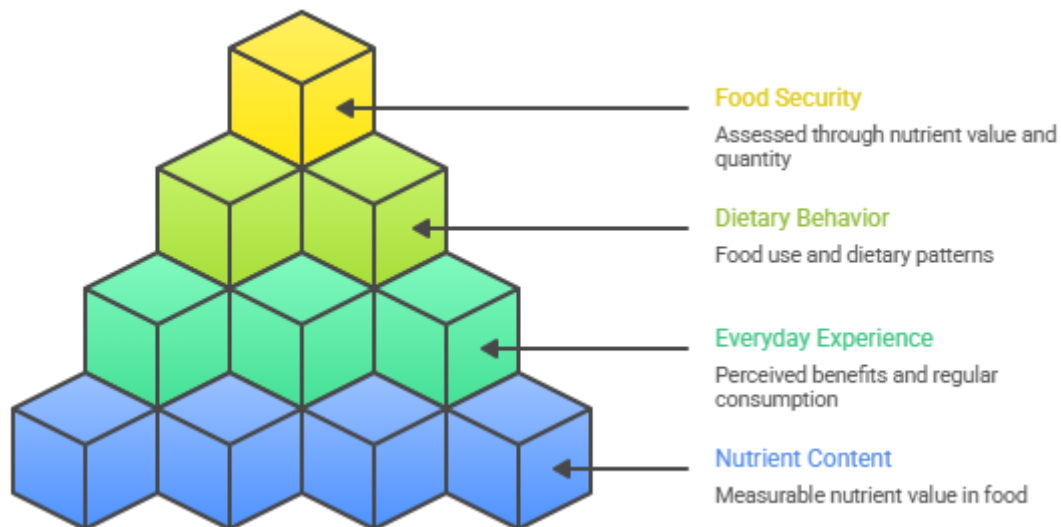 Food Security
Assessed through nutrient value and
quantity
Dietary Behavior
Food use and dietary patterns
Everyday Experience
Perceived benefits and regular
consumption
Nutrient Content
Measurable nutrient value in food